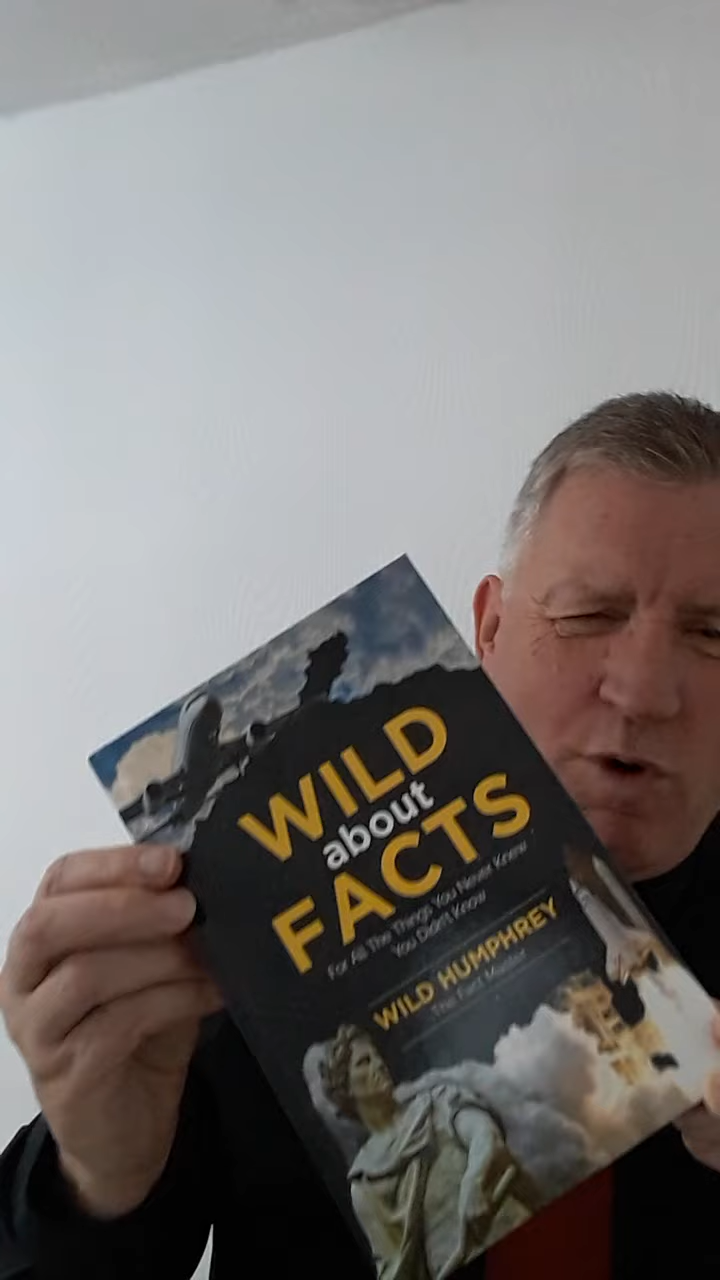 WILD
about
FACTS
For All The Things You Never Knew
You Didn't Know
WILD HUMPHREY
The Fact Master